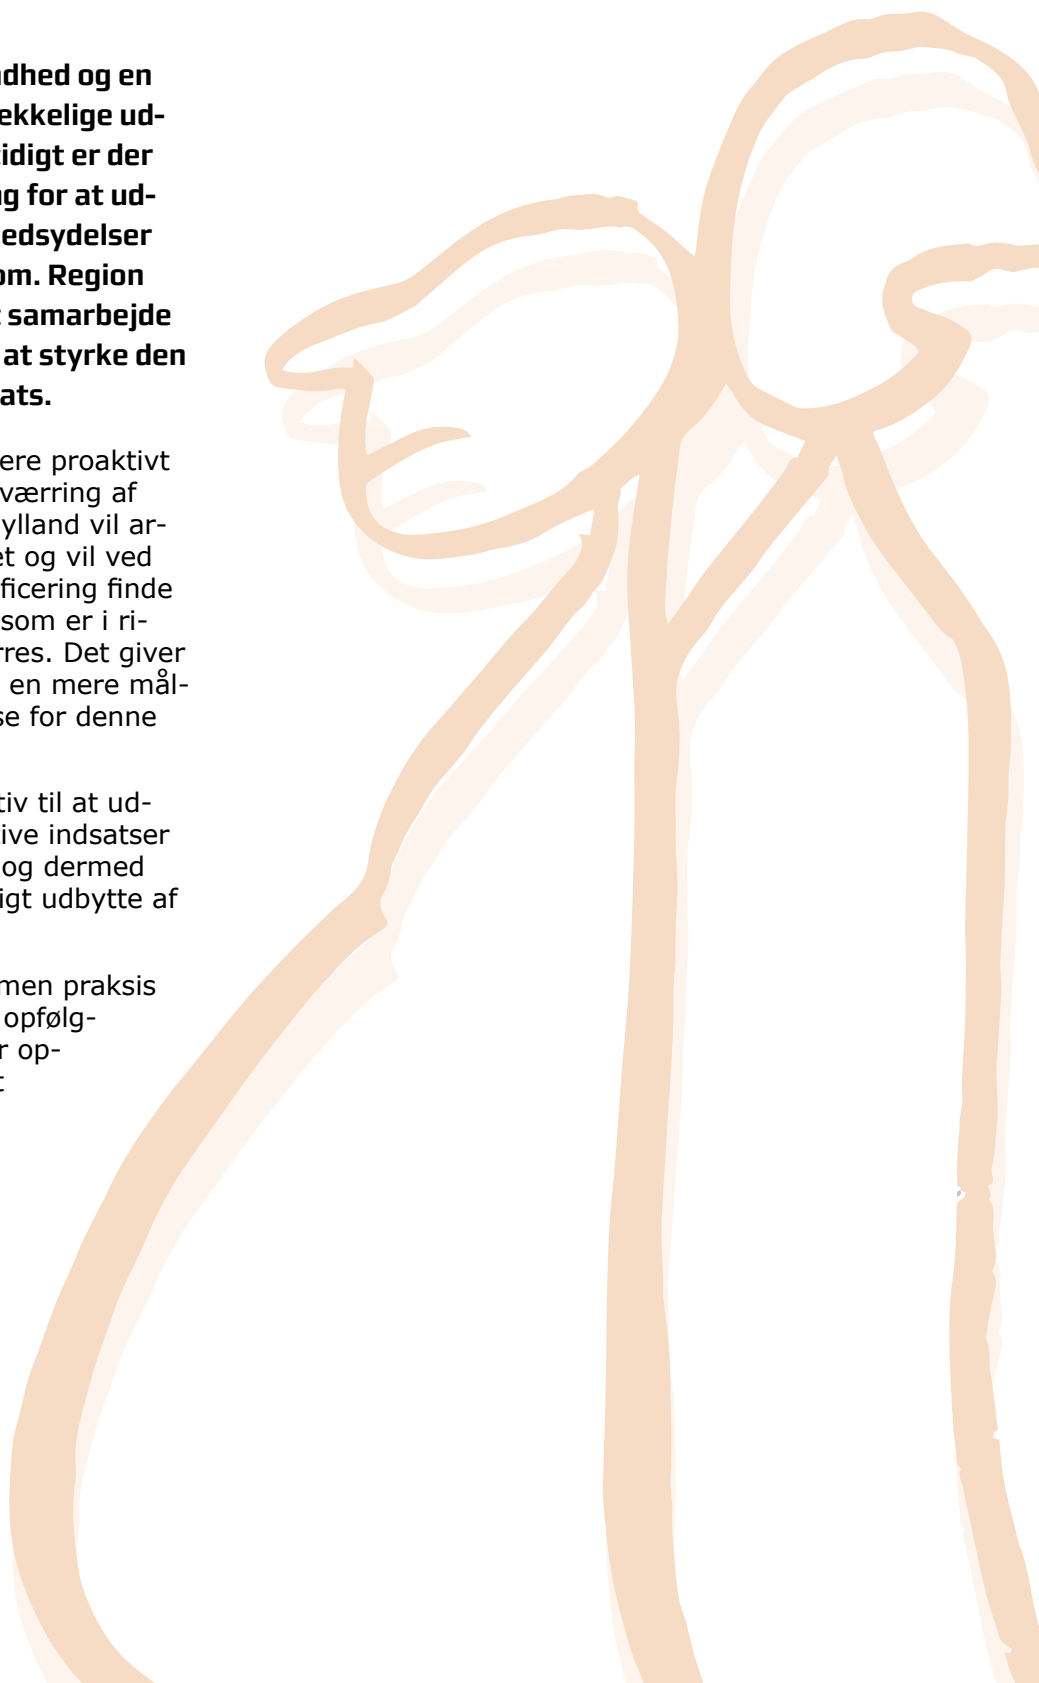 dhed og en
ekkelige ud-
tidigt er der
g for at ud-
edsydelser
om. Region
t samarbejde
at styrke den
ats.
ere proaktivt
værring af
ylland vil ar-
et og vil ved
ficering finde
som er i ri-
rres. Det giver
en mere mål-
se for denne
tiv til at ud-
tive indsatser
og dermed
igt udbytte af
men praksis
opfølg-
r op-
t